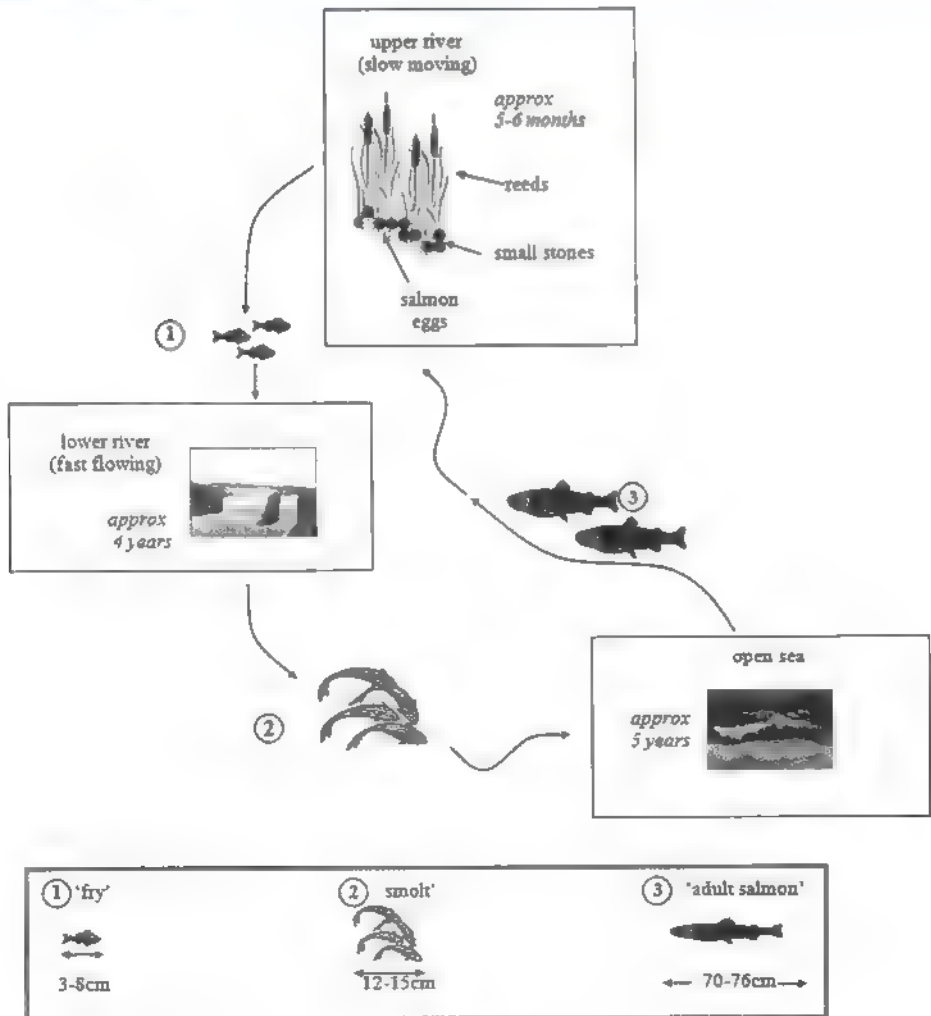 upper river
(slow moving)
approx
5-6 months
reeds
small stones
salmon
eggs
1
lower river
(fast flowing)
approx
4 years
3
2
open sea
approx
5 years
1 'fry'
3-8cm
2 smolt'
12-15cm
3 'adult salmon'
70-76cm